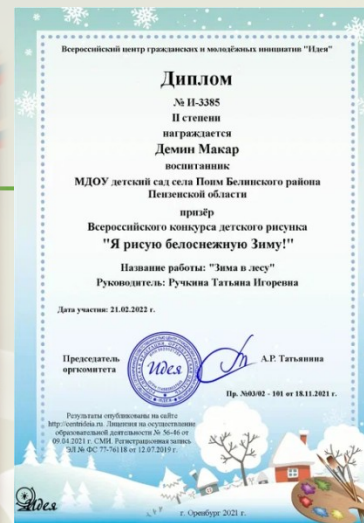 Всероссийский центр гражданских и молодёжных инициатив "Идея"
Диплом
№ И-3385
II степени
награждается
Демин Макар
воспитанник
МДОУ детский сад села Поим Белинского района
Пензенской области
призёр
Всероссийского конкурса детского рисунка
"Я рисую белоснежную Зиму!"
Название работы: "Зима в лесу"
Руководитель: Ручкина Татьяна Игоревна
Дата участия: 21.02.2022 г.
Председатель
оргкомитета
Идея
А.Р. Татьянина
Пр. №03/02 - 101 от 18.11.2021 г.
Результаты опубликованы на сайте
http://centrideia.ru. Лицензия на осуществление
образовательной деятельности № 56-46 от
09.04.2021 г. СМИ. Регистрационная запись
ЭЛ № ФС 77-76118 от 12.07.2019 г.
Идея
г. Оренбург 2021 г.